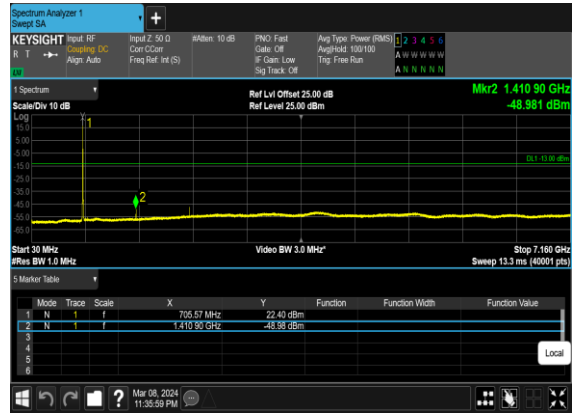 Spectrum Analyzer 1
Swept SA
+
KEYSIGHT Input: RF Input Z: 50 Ω #Atten: 10 dB PNO: Fast Avg Type: Power (RMS) 1 2 3 4 5 6
R T Coupling: DC Corr CCorr Gate: Off Avg|Hold: 100/100 A W W W W W
Align: Auto Freq Ref: Int (S) IF Gain: Low Trig: Free Run
LW Sig Track: Off A N N N N N
1 Spectrum
Scale/Div 10 dB
Ref Lvl Offset 25.00 dB
Ref Level 25.00 dBm
Mkr2 1.410 90 GHz
-48.981 dBm
Log
15.0
5.00
-5.00
-15.0
-25.0
-35.0
-45.0
-55.0
-65.0
1
2
DL1 -13.00 dBm
Start 30 MHz Video BW 3.0 MHz* Stop 7.160 GHz
#Res BW 1.0 MHz Sweep 13.3 ms (40001 pts)
5 Marker Table
Mode Trace Scale X Y Function Function Width Function Value
1 N 1 f 705.57 MHz 22.40 dBm
2 N 1 f 1.410 90 GHz -48.98 dBm
3
4
5
6
Local
?
Mar 08, 2024
11:35:59 PM